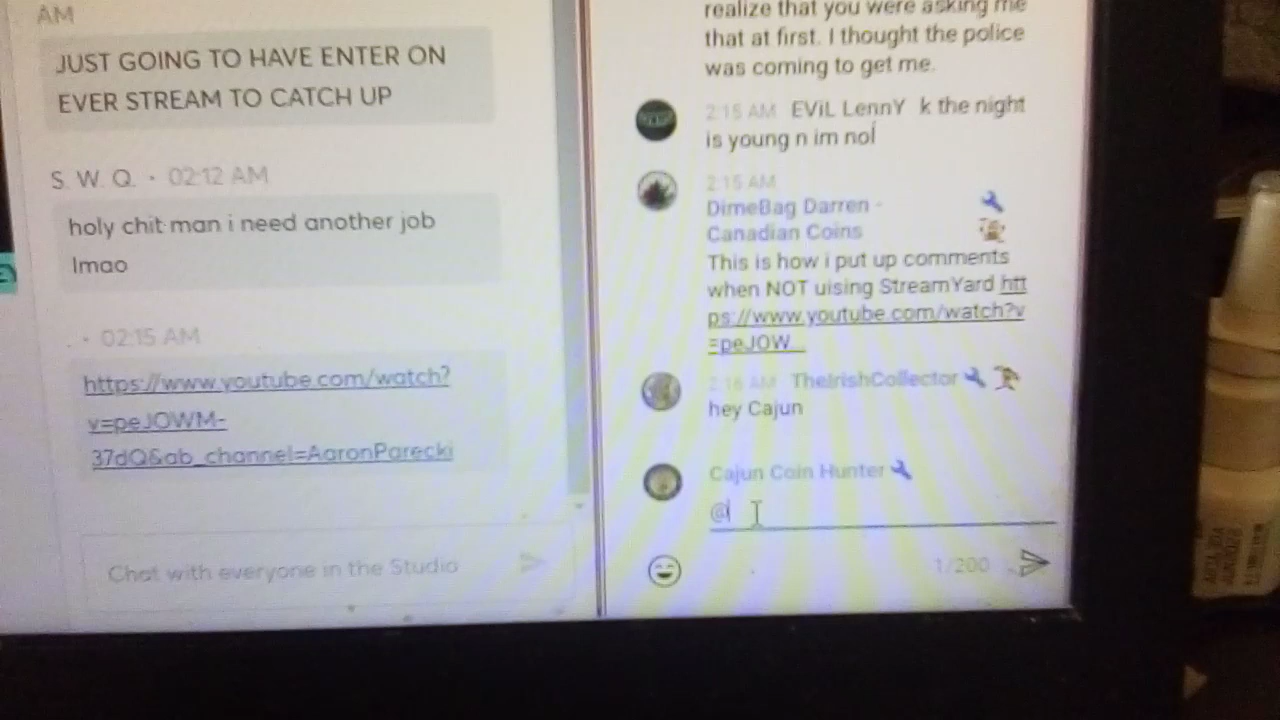 AM
JUST GOING TO HAVE ENTER ON
EVER STREAM TO CATCH UP
S. W. Q. • 02:12 AM
holy chit man i need another job
lmao
. • 02:15 AM
https://www.youtube.com/watch?
v=peJOWM-
37dQ&ab_channel=AaronParecki
Chat with everyone in the Studio
realize that you were asking me
that at first. I thought the police
was coming to get me.
2:15 AM EViL LennY k the night
is young n im nol
2:15 AM
DimeBag Darren -
Canadian Coins
This is how i put up comments
when NOT uising StreamYard htt
ps://www.youtube.com/watch?v
=peJOW...
2:16 AM TheIrishCollector
hey Cajun
Cajun Coin Hunter
@
1/200